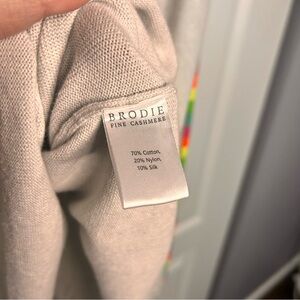 BRODIE
FINE CASHMERE
70% Cotton,
20% Nylon,
10% Silk